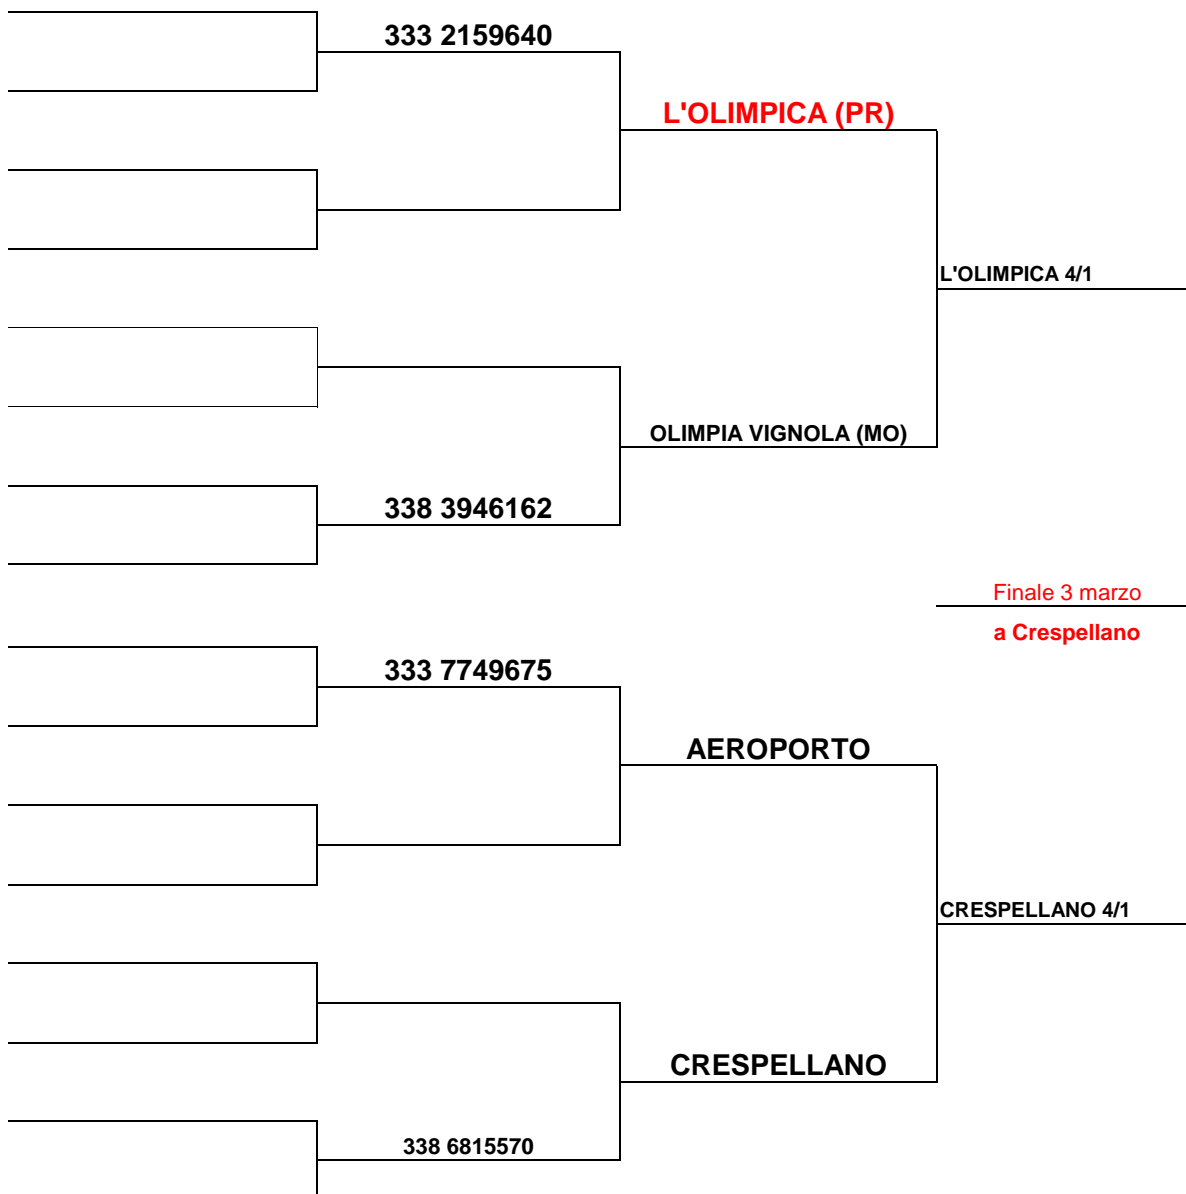 333 2159640
L'OLIMPICA (PR)
L'OLIMPICA 4/1
OLIMPIA VIGNOLA (MO)
338 3946162
Finale 3 marzo
a Crespellano
333 7749675
AEROPORTO
CRESPELLANO 4/1
CRESPELLANO
338 6815570